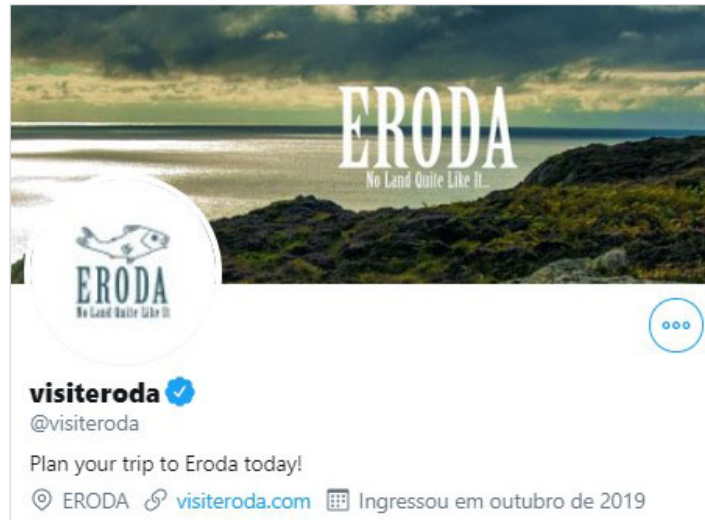 ERODA
No Land Quite Like It...
ERODA
No Land Quite Like It
visiteroda
@visiteroda
Plan your trip to Eroda today!
ERODA visiteroda.com Ingressou em outubro de 2019